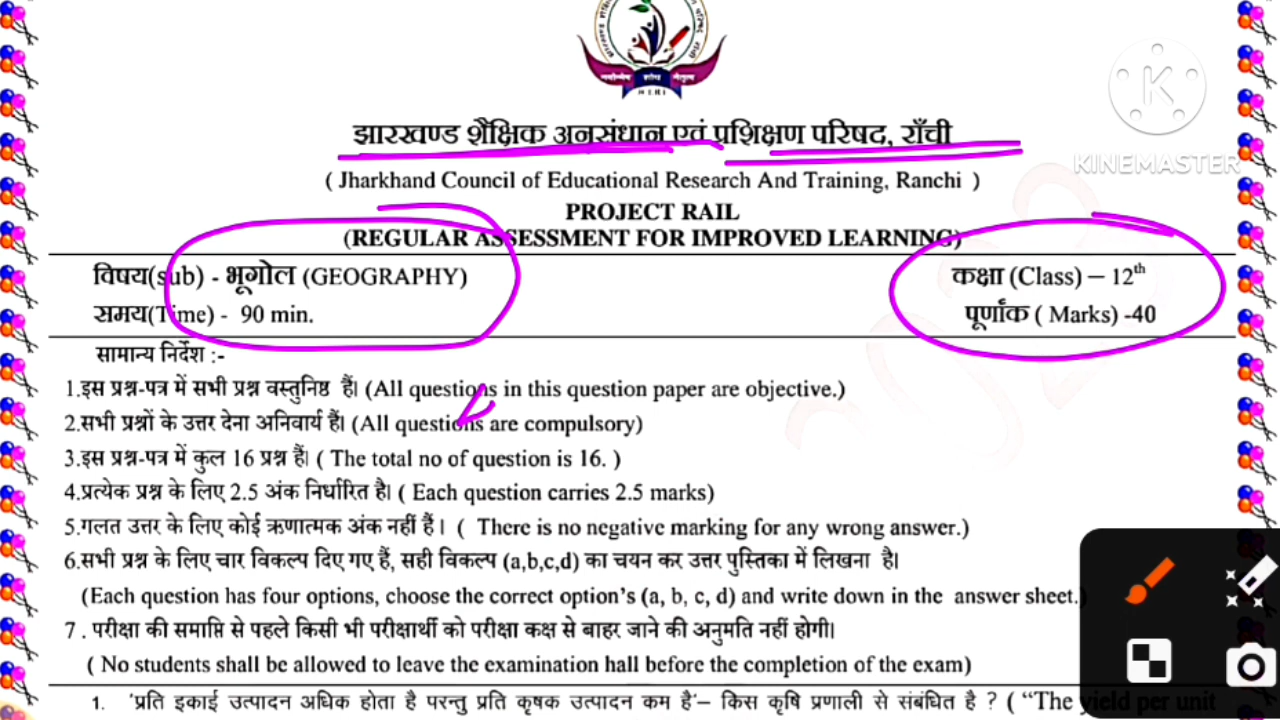 KINEMASTER
झारखण्ड शैक्षिक अनुसंधान एवं प्रशिक्षण परिषद, राँची
( Jharkhand Council of Educational Research And Training, Ranchi )
PROJECT RAIL
(REGULAR ASSESSMENT FOR IMPROVED LEARNING)
विषय(sub) - भूगोल (GEOGRAPHY) कक्षा (Class) – 12th
समय(Time) - 90 min. पूर्णांक ( Marks) -40
सामान्य निर्देश :-
1.इस प्रश्न-पत्र में सभी प्रश्न वस्तुनिष्ठ हैं। (All questions in this question paper are objective.)
2.सभी प्रश्नों के उत्तर देना अनिवार्य हैं। (All questions are compulsory)
3.इस प्रश्न-पत्र में कुल 16 प्रश्न हैं। ( The total no of question is 16. )
4.प्रत्येक प्रश्न के लिए 2.5 अंक निर्धारित है। ( Each question carries 2.5 marks)
5.गलत उत्तर के लिए कोई ऋणात्मक अंक नहीं हैं । ( There is no negative marking for any wrong answer.)
6.सभी प्रश्न के लिए चार विकल्प दिए गए हैं, सही विकल्प (a,b,c,d) का चयन कर उत्तर पुस्तिका में लिखना है।
(Each question has four options, choose the correct option's (a, b, c, d) and write down in the answer sheet.)
7 . परीक्षा की समाप्ति से पहले किसी भी परीक्षार्थी को परीक्षा कक्ष से बाहर जाने की अनुमति नहीं होगी।
( No students shall be allowed to leave the examination hall before the completion of the exam)
1. 'प्रति इकाई उत्पादन अधिक होता है परन्तु प्रति कृषक उत्पादन कम है'– किस कृषि प्रणाली से संबंधित है ? ( "The yield per unit